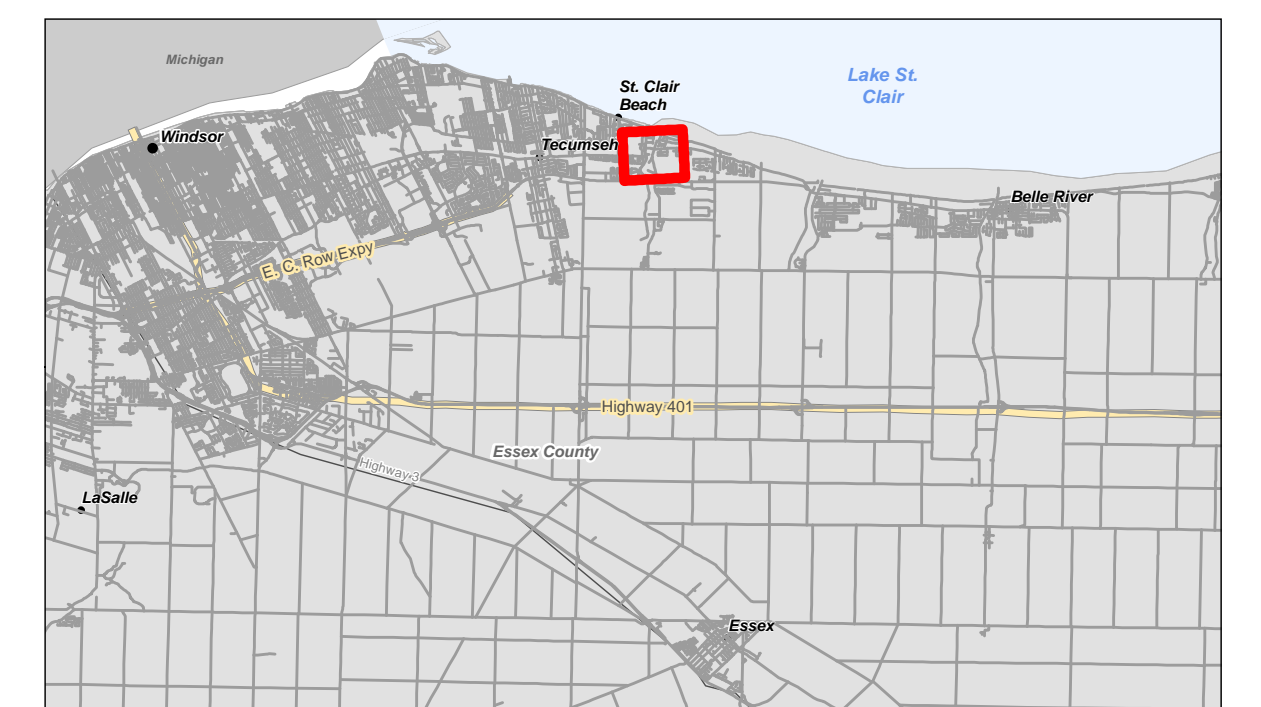 Michigan
Lake St.
Clair
St. Clair
Beach
Windsor
Tecumseh
Belle River
E. C. Row Expy
Highway 401
Essex County
Highway 3
LaSalle
Essex